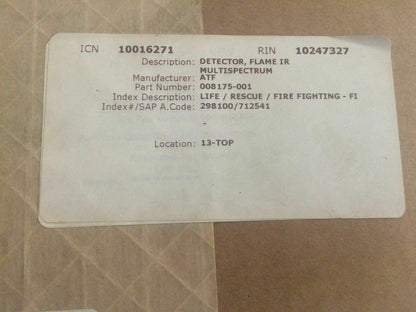 ICN 10016271 RIN 10247327
Description: DETECTOR, FLAME IR
MULTISPECTRUM
Manufacturer: ATF
Part Number: 008175-001
Index Description: LIFE / RESCUE / FIRE FIGHTING - FI
Index#/SAP A.Code: 298100/712541
Location: 13-TOP